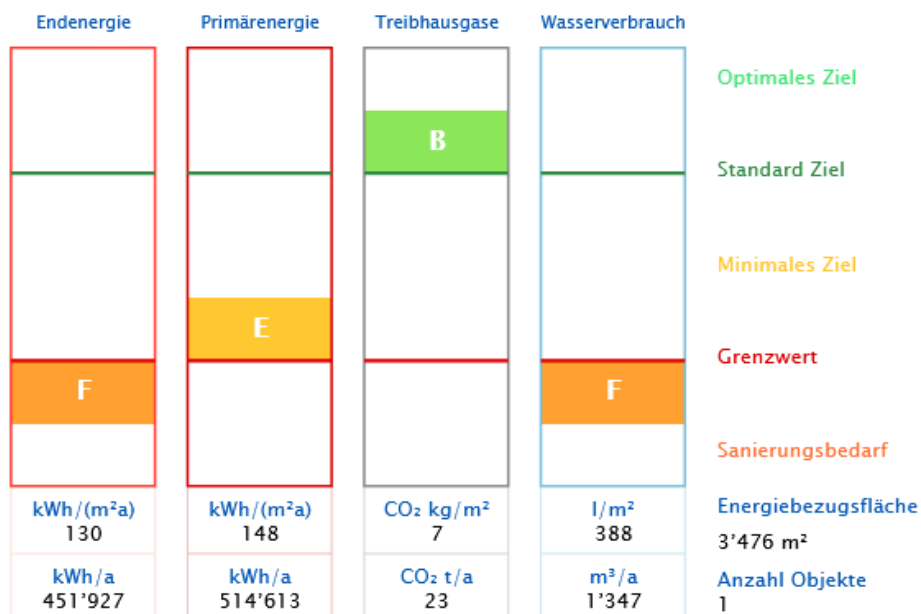 Endenergie Primärenergie Treibhausgase Wasserverbrauch
Optimales Ziel
B
Standard Ziel
Minimales Ziel
E
Grenzwert
F F
Sanierungsbedarf
kWh/(m²a) kWh/(m²a) CO₂ kg/m² l/m² Energiebezugsfläche
130 148 7 388 3'476 m²
kWh/a kWh/a CO₂ t/a m³/a Anzahl Objekte
451'927 514'613 23 1'347 1